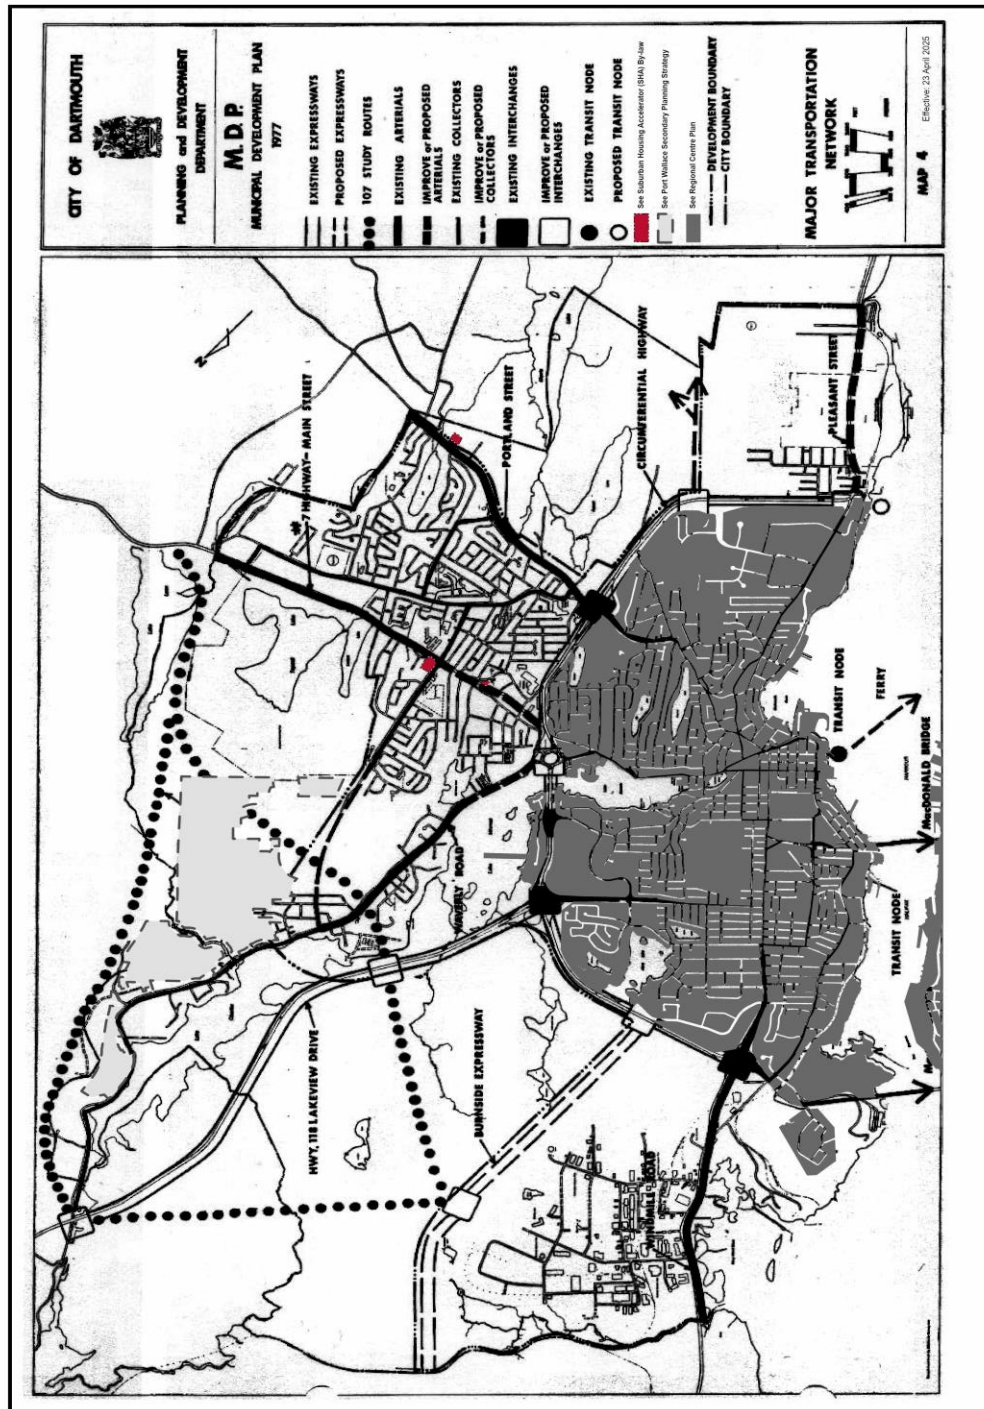 CITY OF DARTMOUTH
PLANNING and DEVELOPMENT
DEPARTMENT
M.D.P.
MUNICIPAL DEVELOPMENT PLAN
1977
EXISTING EXPRESSWAYS
PROPOSED EXPRESSWAYS
107 STUDY ROUTES
EXISTING ARTERIALS
IMPROVE or PROPOSED
ARTERIALS
EXISTING COLLECTORS
IMPROVE or PROPOSED
COLLECTORS
EXISTING INTERCHANGES
IMPROVE or PROPOSED
INTERCHANGES
EXISTING TRANSIT NODE
PROPOSED TRANSIT NODE
See Suburban Housing Accelerator (SHA) By-law
See Port Wallace Secondary Planning Strategy
See Regional Centre Plan
DEVELOPMENT BOUNDARY
CITY BOUNDARY
MAJOR TRANSPORTATION
NETWORK
MAP 4
Effective: 23 April 2025
N
# 7 HIGHWAY- MAIN STREET
PORTLAND STREET
CIRCUMFERENTIAL HIGHWAY
PLEASANT STREET
WAVERLY ROAD
HWY. 118 LAKEVIEW DRIVE
BURNSIDE EXPRESSWAY
WINDMILL ROAD
TRANSIT NODE
FERRY
MacDONALD BRIDGE
TRANSIT NODE